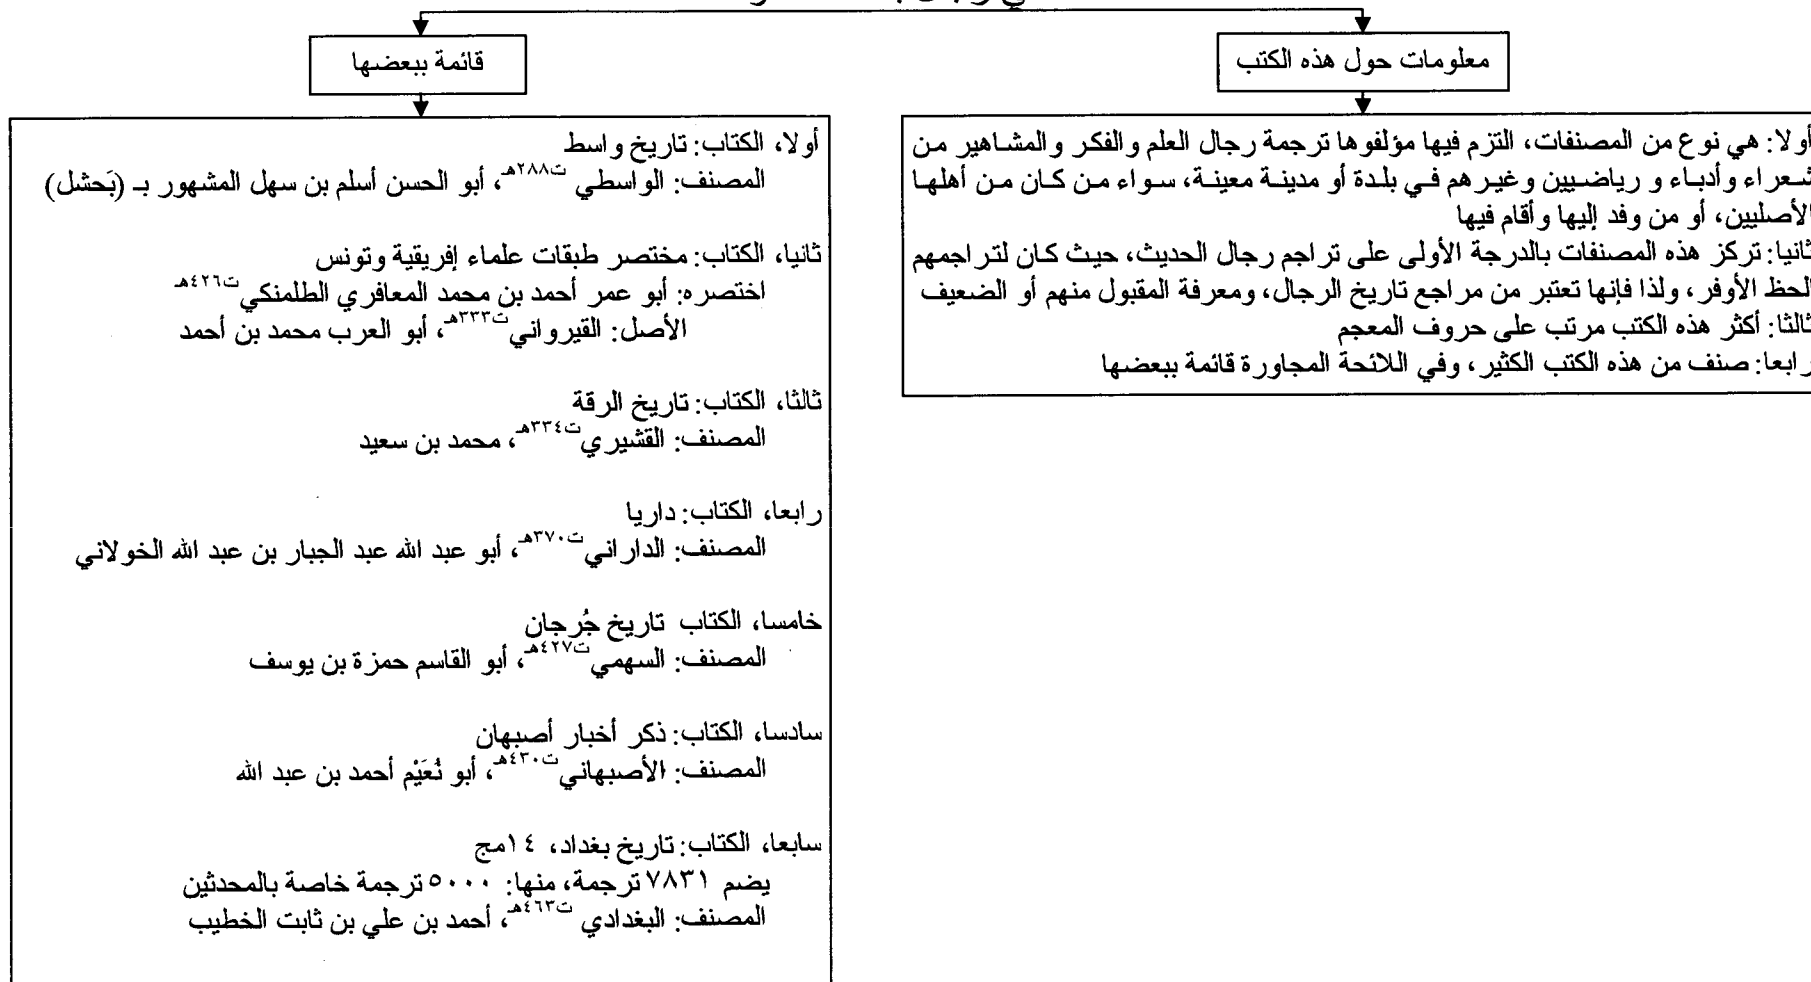 معلومات حول هذه الكتب
أولا: هي نوع من المصنفات، التزم فيها مؤلفوها ترجمة رجال العلم والفكر والمشاهير من
شعراء وأدباء و رياضيين وغيرهم في بلدة أو مدينة معينة، سواء من كان من أهلها
الأصليين، أو من وفد إليها وأقام فيها
ثانيا: تركز هذه المصنفات بالدرجة الأولى على تراجم رجال الحديث، حيث كان لتراجمهم
الحظ الأوفر، ولذا فإنها تعتبر من مراجع تاريخ الرجال، ومعرفة المقبول منهم أو الضعيف
ثالثا: أكثر هذه الكتب مرتب على حروف المعجم
رابعا: صنف من هذه الكتب الكثير، وفي اللائحة المجاورة قائمة ببعضها
قائمة ببعضها
أولا، الكتاب: تاريخ واسط
المصنف: الواسطي ت٢٨٨هـ، أبو الحسن أسلم بن سهل المشهور بـ (بَحشل)
ثانيا، الكتاب: مختصر طبقات علماء إفريقية وتونس
اختصره: أبو عمر أحمد بن محمد المعافري الطلمنكي ت٤٢٦هـ
الأصل: القيرواني ت٣٣٣هـ، أبو العرب محمد بن أحمد
ثالثا، الكتاب: تاريخ الرقة
المصنف: القشيري ت٣٣٤هـ، محمد بن سعيد
رابعا، الكتاب: داريا
المصنف: الداراني ت٣٧٠هـ، أبو عبد الله عبد الجبار بن عبد الله الخولاني
خامسا، الكتاب تاريخ جُرجان
المصنف: السهمي ت٤٢٧هـ، أبو القاسم حمزة بن يوسف
سادسا، الكتاب: ذكر أخبار أصبهان
المصنف: الأصبهاني ت٤٣٠هـ، أبو نُعَيْم أحمد بن عبد الله
سابعا، الكتاب: تاريخ بغداد، ١٤مج
يضم ٧٨٣١ ترجمة، منها: ٥٠٠٠ ترجمة خاصة بالمحدثين
المصنف: البغدادي ت٤٦٣هـ، أحمد بن علي بن ثابت الخطيب